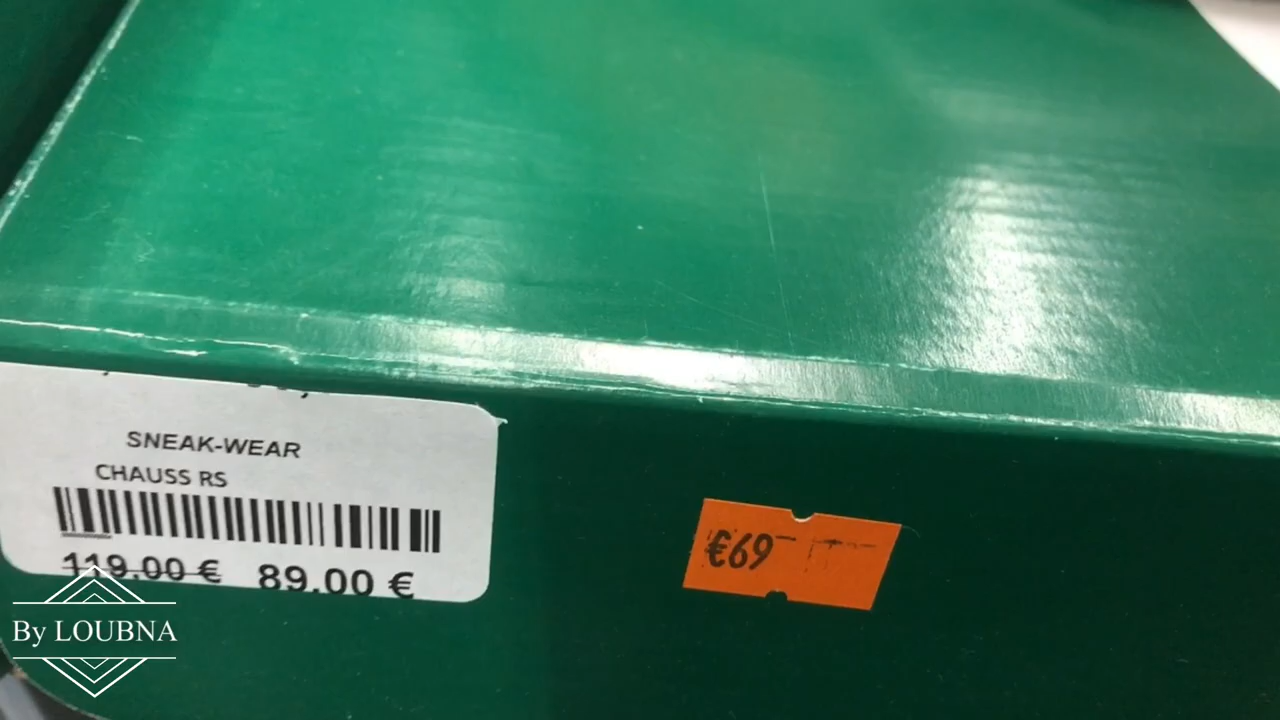 SNEAK-WEAR
CHAUSS RS
119.00 € 89.00 €
€69
By LOUBNA